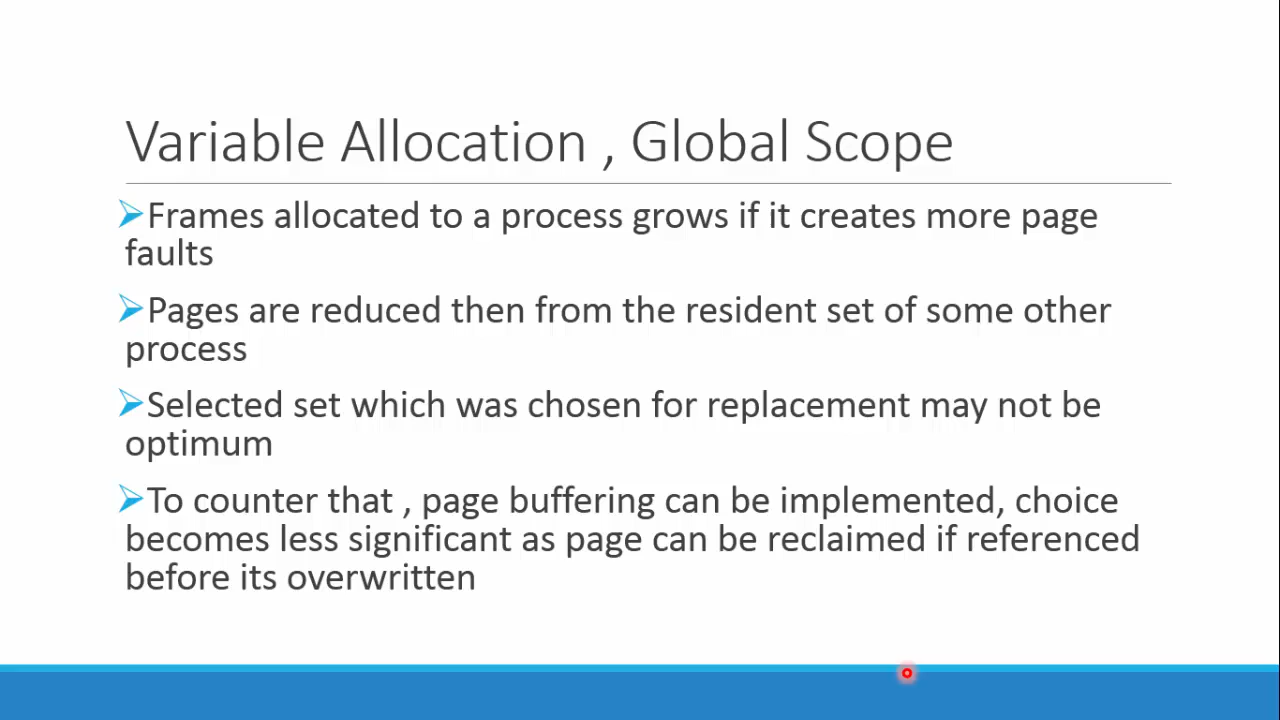 Variable Allocation , Global Scope
➢Frames allocated to a process grows if it creates more page
faults
➢Pages are reduced then from the resident set of some other
process
➢Selected set which was chosen for replacement may not be
optimum
➢To counter that , page buffering can be implemented, choice
becomes less significant as page can be reclaimed if referenced
before its overwritten